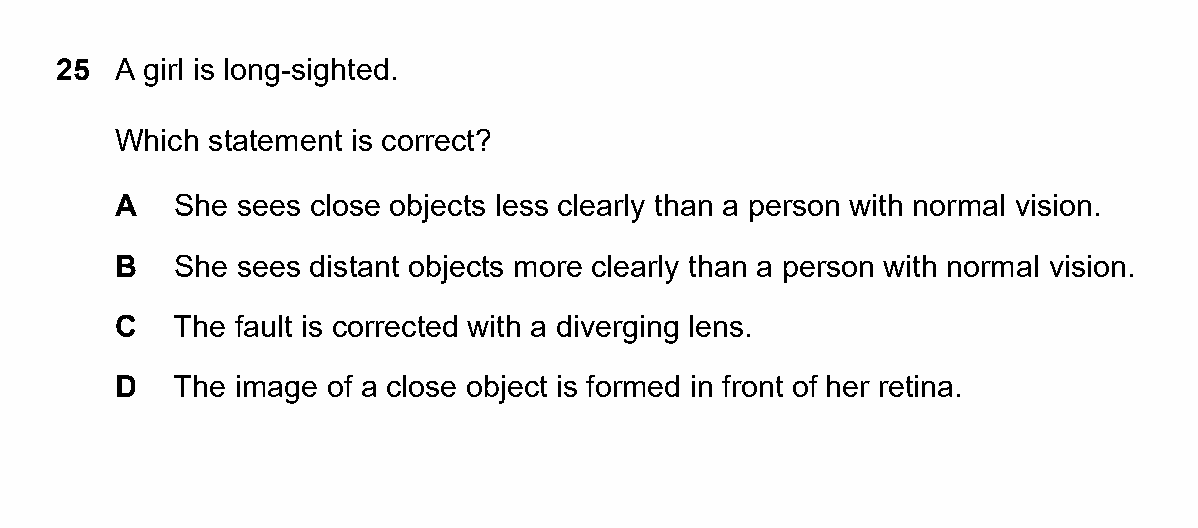 25 A girl is long-sighted.
Which statement is correct?
A She sees close objects less clearly than a person with normal vision.
B She sees distant objects more clearly than a person with normal vision.
C The fault is corrected with a diverging lens.
D The image of a close object is formed in front of her retina.